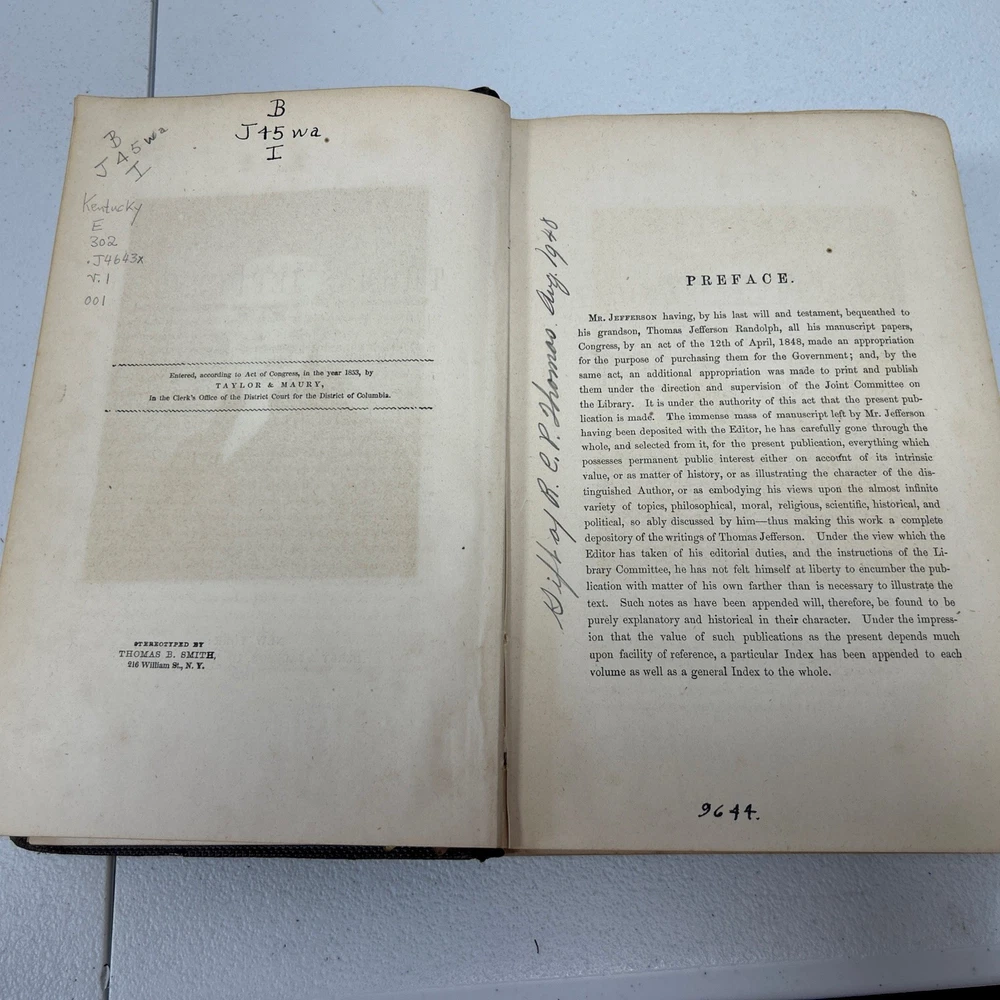 B
J45wa
I
B
J45wa
I
Kentucky
E
302
.J4643x
v.1
001
Entered, according to Act of Congress, in the year 1853, by
TAYLOR & MAURY,
In the Clerk's Office of the District Court for the District of Columbia.
STEREOTYPED BY
THOMAS B. SMITH,
216 William St., N. Y.
Gift of R. C. P. Thomas. Aug. 1948
PREFACE.
MR. JEFFERSON having, by his last will and testament, bequeathed to
his grandson, Thomas Jefferson Randolph, all his manuscript papers,
Congress, by an act of the 12th of April, 1848, made an appropriation
for the purpose of purchasing them for the Government; and, by the
same act, an additional appropriation was made to print and publish
them under the direction and supervision of the Joint Committee on
the Library. It is under the authority of this act that the present pub-
lication is made. The immense mass of manuscript left by Mr. Jefferson
having been deposited with the Editor, he has carefully gone through the
whole, and selected from it, for the present publication, everything which
possesses permanent public interest either on account of its intrinsic
value, or as matter of history, or as illustrating the character of the dis-
tinguished Author, or as embodying his views upon the almost infinite
variety of topics, philosophical, moral, religious, scientific, historical, and
political, so ably discussed by him—thus making this work a complete
depository of the writings of Thomas Jefferson. Under the view which the
Editor has taken of his editorial duties, and the instructions of the Li-
brary Committee, he has not felt himself at liberty to encumber the pub-
lication with matter of his own farther than is necessary to illustrate the
text. Such notes as have been appended will, therefore, be found to be
purely explanatory and historical in their character. Under the impress-
ion that the value of such publications as the present depends much
upon facility of reference, a particular Index has been appended to each
volume as well as a general Index to the whole.
9644.